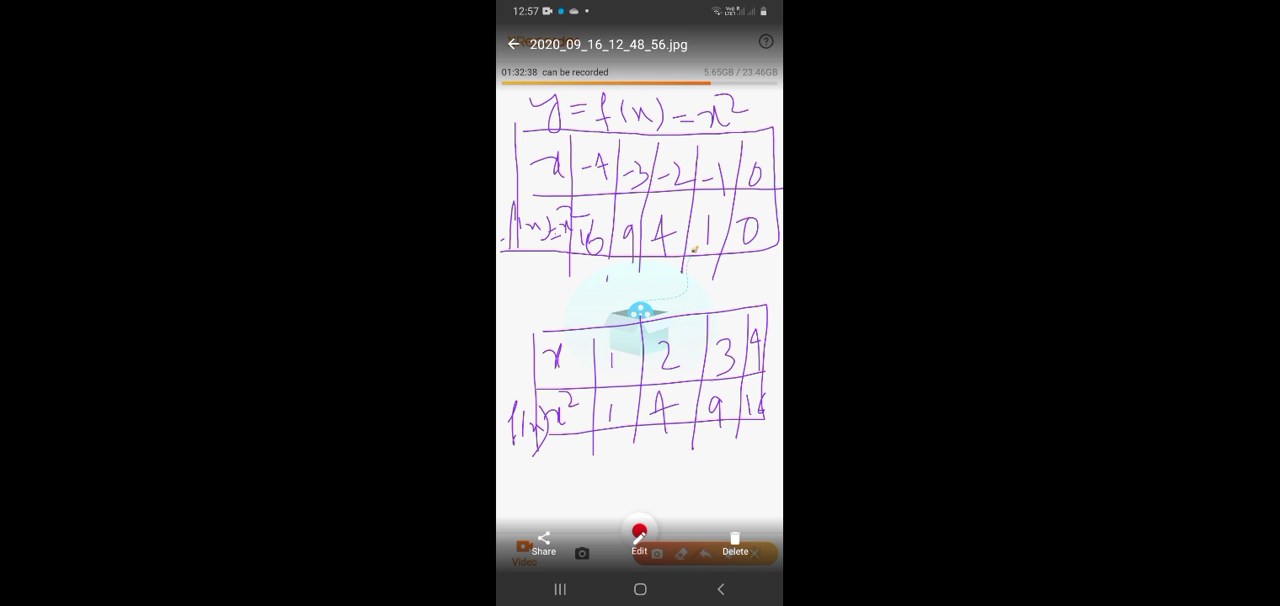 12:57
2020_09_16_12_48_56.jpg
01:32:38 can be recorded 5.65GB / 23.46GB
y = f(x) = x²
x -4 -3 -2 -1 0
f(x) = x² 16 9 4 1 0
x 1 2 3 4
f(x) x² 1 4 9 16
Share Edit Delete
Video